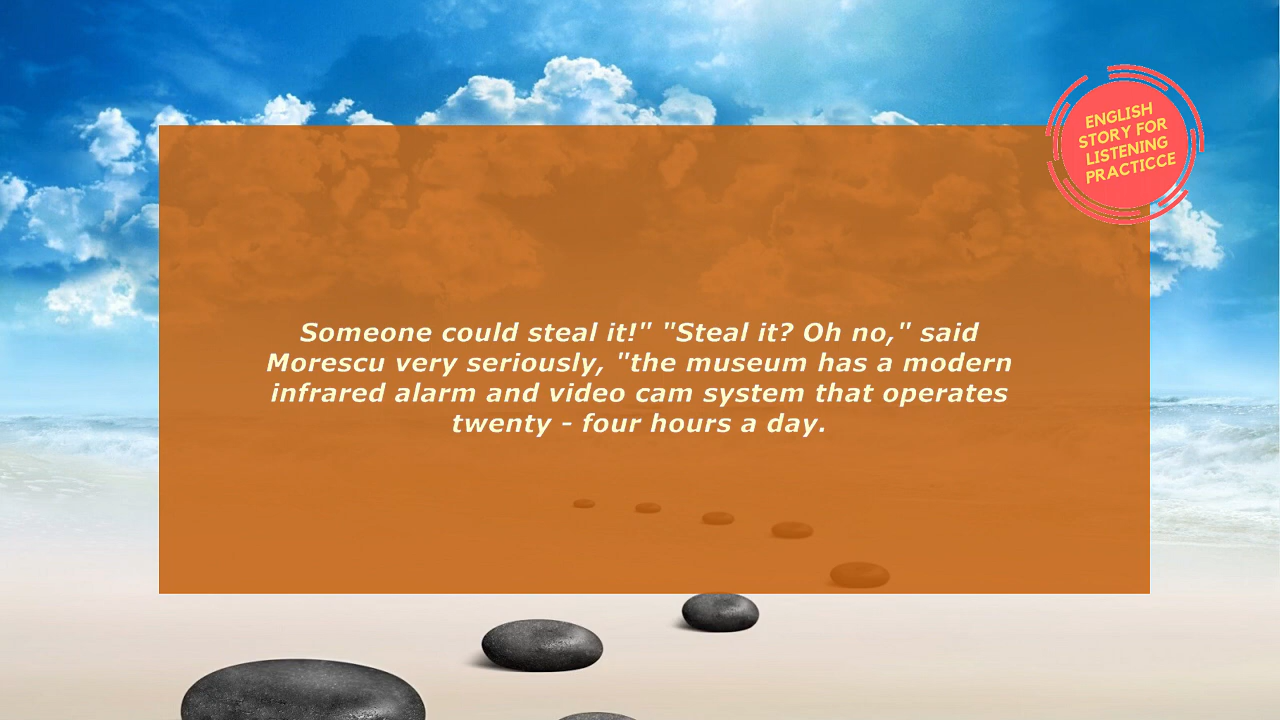 ENGLISH
STORY FOR
LISTENING
PRACTICCE
Someone could steal it!" "Steal it? Oh no," said
Morescu very seriously, "the museum has a modern
infrared alarm and video cam system that operates
twenty - four hours a day.